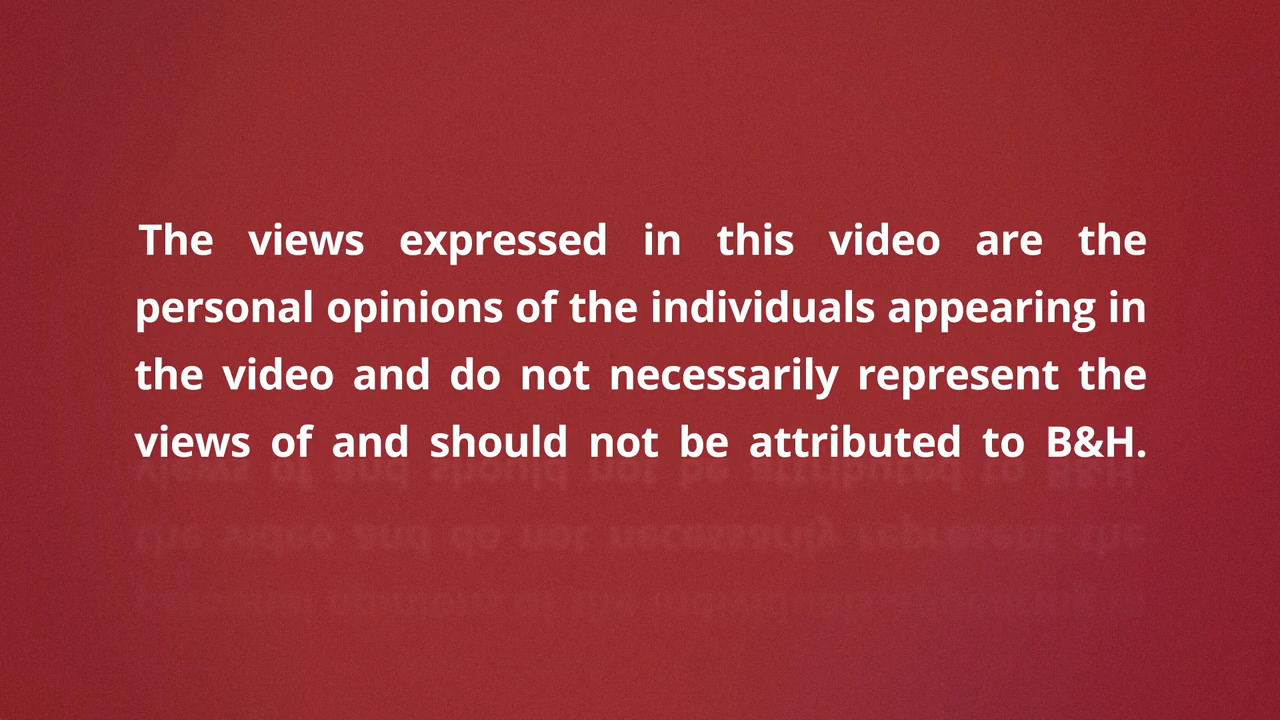 The views expressed in this video are the
personal opinions of the individuals appearing in
the video and do not necessarily represent the
views of and should not be attributed to B&H.